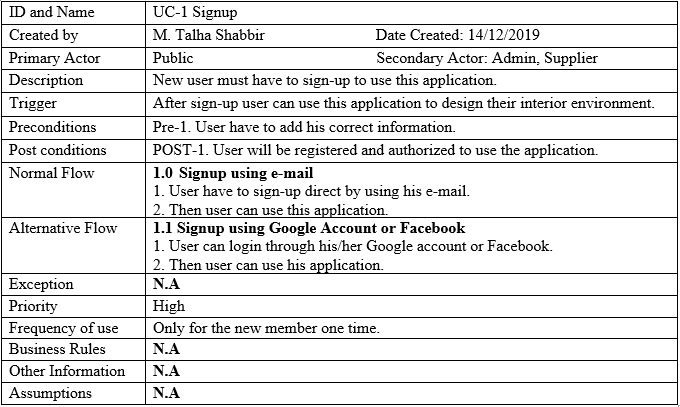 ID and Name UC-1 Signup
Created by M. Talha Shabbir Date Created: 14/12/2019
Primary Actor Public Secondary Actor: Admin, Supplier
Description New user must have to sign-up to use this application.
Trigger After sign-up user can use this application to design their interior environment.
Preconditions Pre-1. User have to add his correct information.
Post conditions POST-1. User will be registered and authorized to use the application.
Normal Flow 1.0 Signup using e-mail
1. User have to sign-up direct by using his e-mail.
2. Then user can use this application.
Alternative Flow 1.1 Signup using Google Account or Facebook
1. User can login through his/her Google account or Facebook.
2. Then user can use his application.
Exception N.A
Priority High
Frequency of use Only for the new member one time.
Business Rules N.A
Other Information N.A
Assumptions N.A